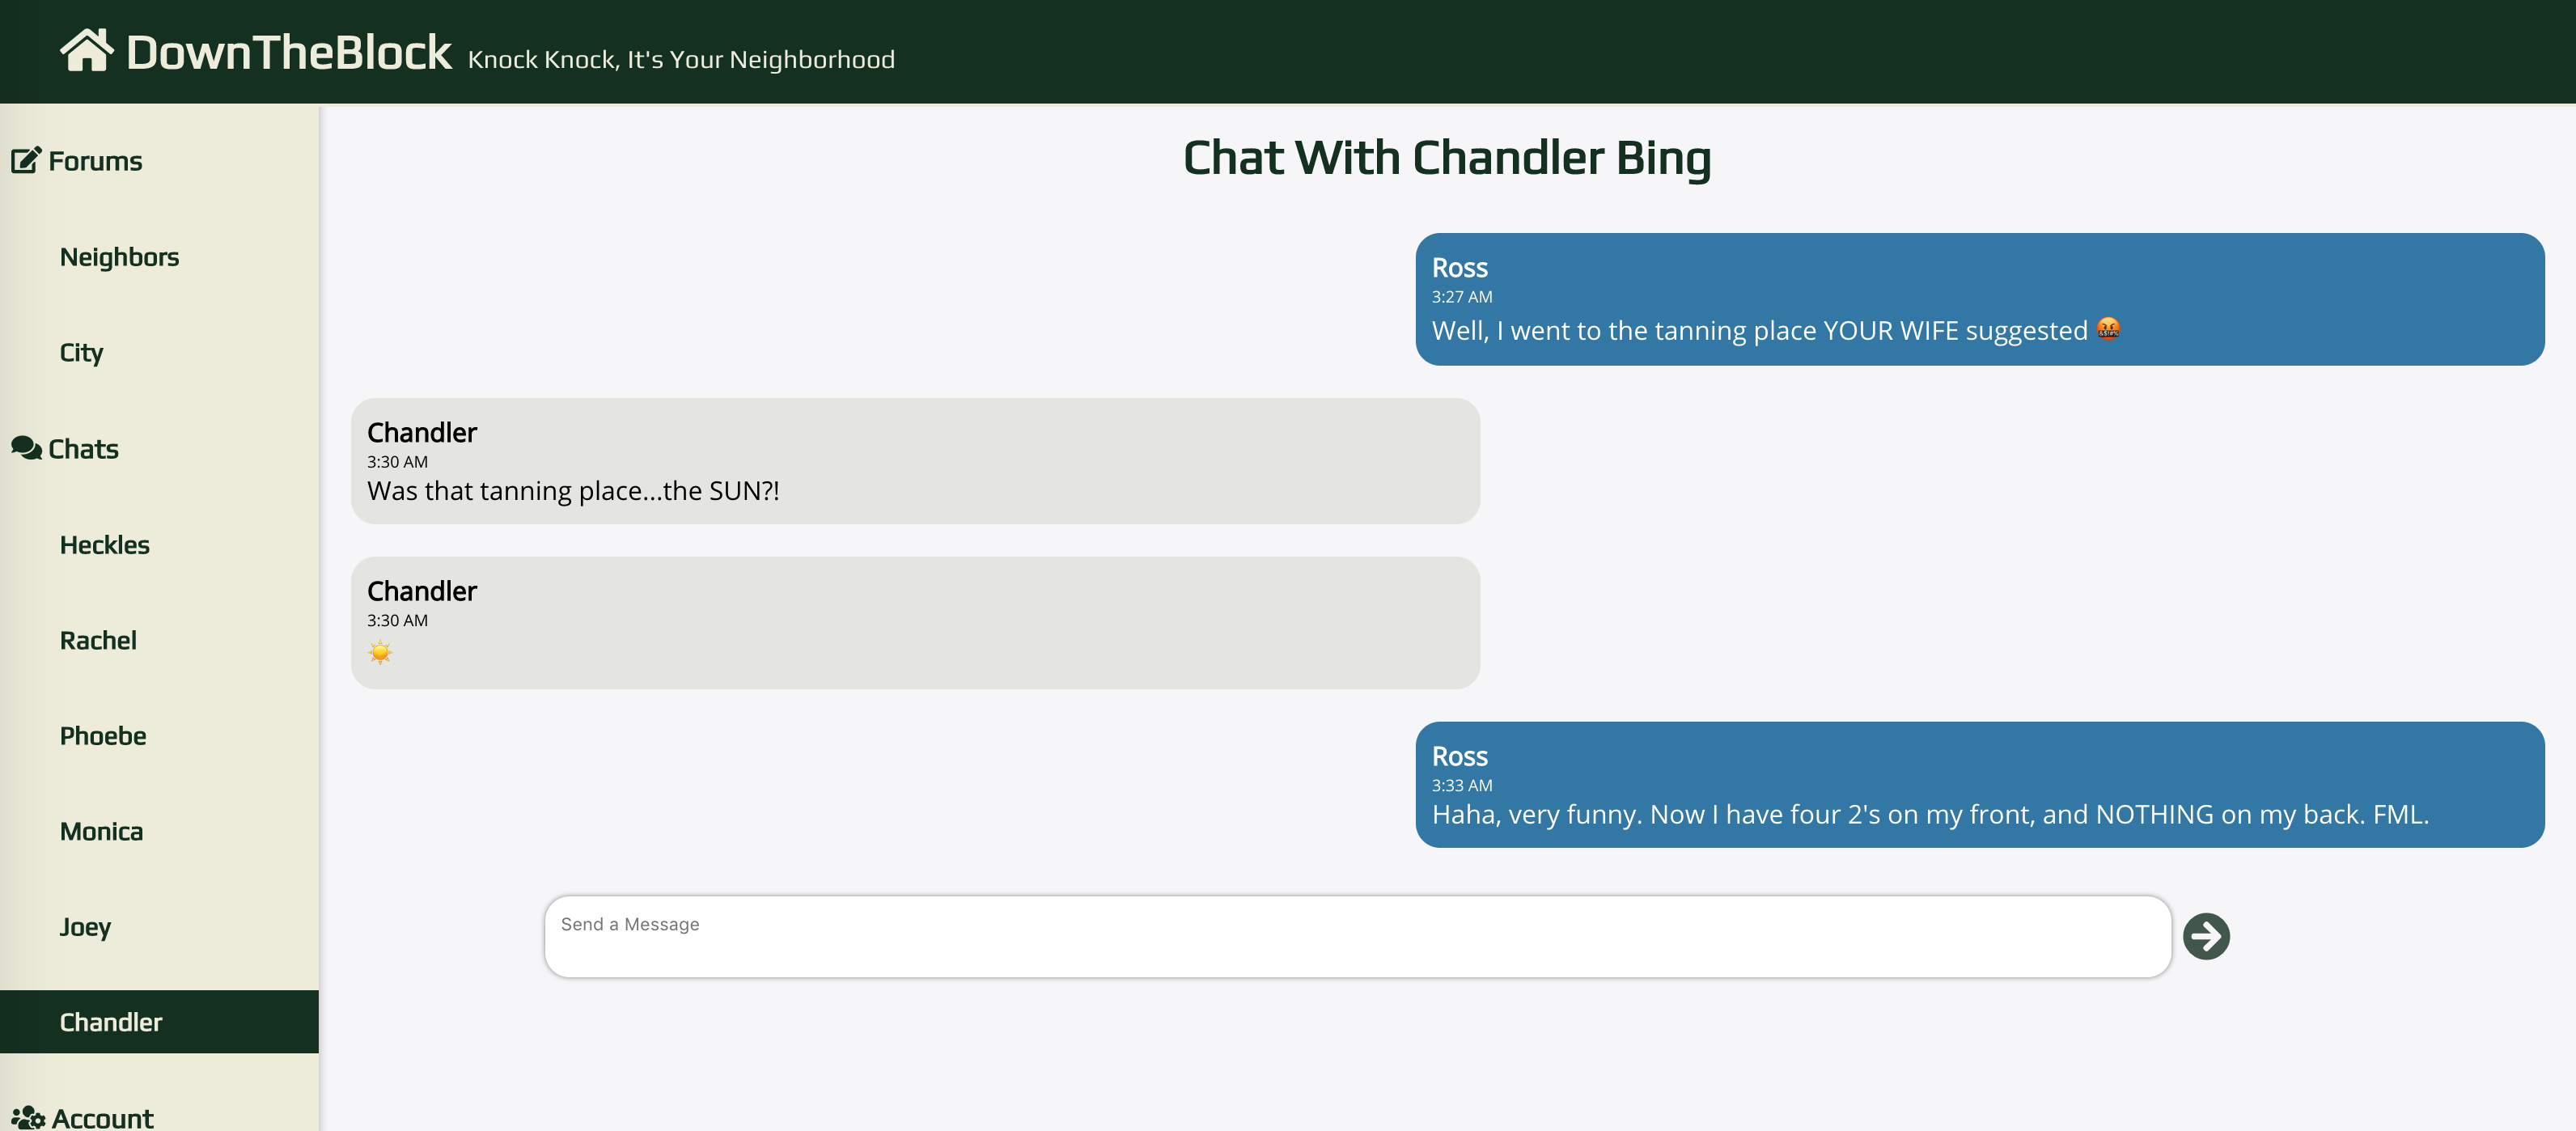 DownTheBlock Knock Knock, It's Your Neighborhood
Forums
Neighbors
City
Chats
Heckles
Rachel
Phoebe
Monica
Joey
Chandler
Account
Chat With Chandler Bing
Ross
3:27 AM
Well, I went to the tanning place YOUR WIFE suggested 🤬
Chandler
3:30 AM
Was that tanning place...the SUN?!
Chandler
3:30 AM
☀️
Ross
3:33 AM
Haha, very funny. Now I have four 2's on my front, and NOTHING on my back. FML.
Send a Message